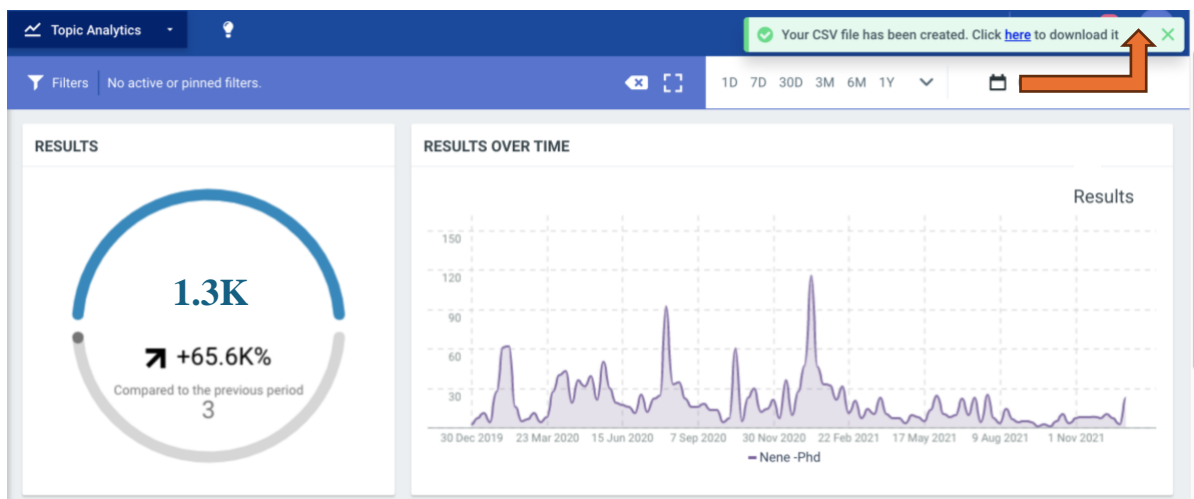 Topic Analytics
Your CSV file has been created. Click here to download it
Filters No active or pinned filters.
1D 7D 30D 3M 6M 1Y
RESULTS
1.3K
+65.6K%
Compared to the previous period
3
RESULTS OVER TIME
Results
150
120
90
60
30
30 Dec 2019 23 Mar 2020 15 Jun 2020 7 Sep 2020 30 Nov 2020 22 Feb 2021 17 May 2021 9 Aug 2021 1 Nov 2021
Nene -Phd